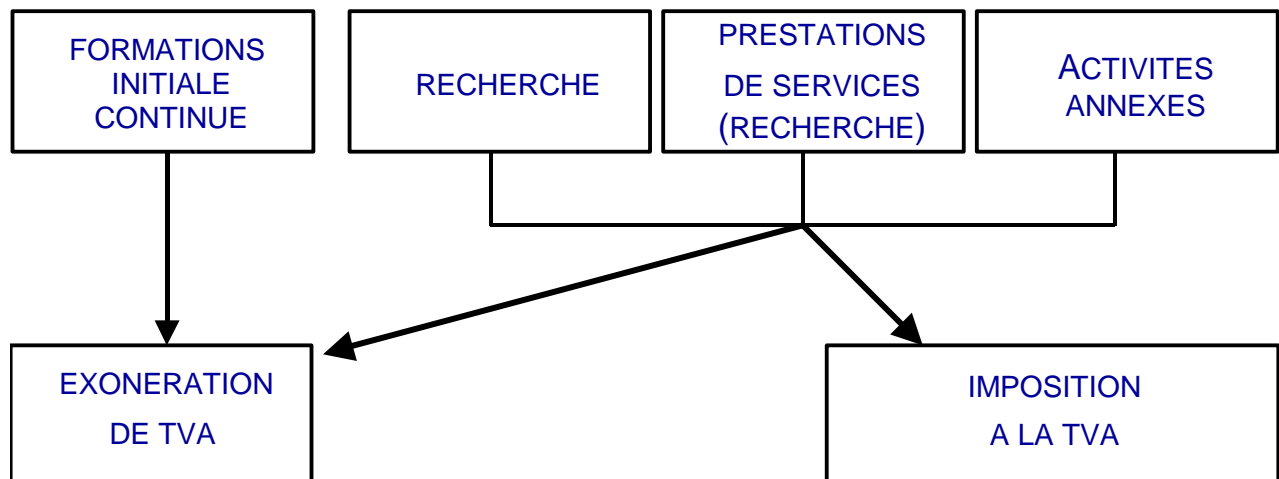 FORMATIONS
INITIALE
CONTINUE
RECHERCHE
PRESTATIONS
DE SERVICES
(RECHERCHE)
ACTIVITES
ANNEXES
EXONERATION
DE TVA
IMPOSITION
A LA TVA